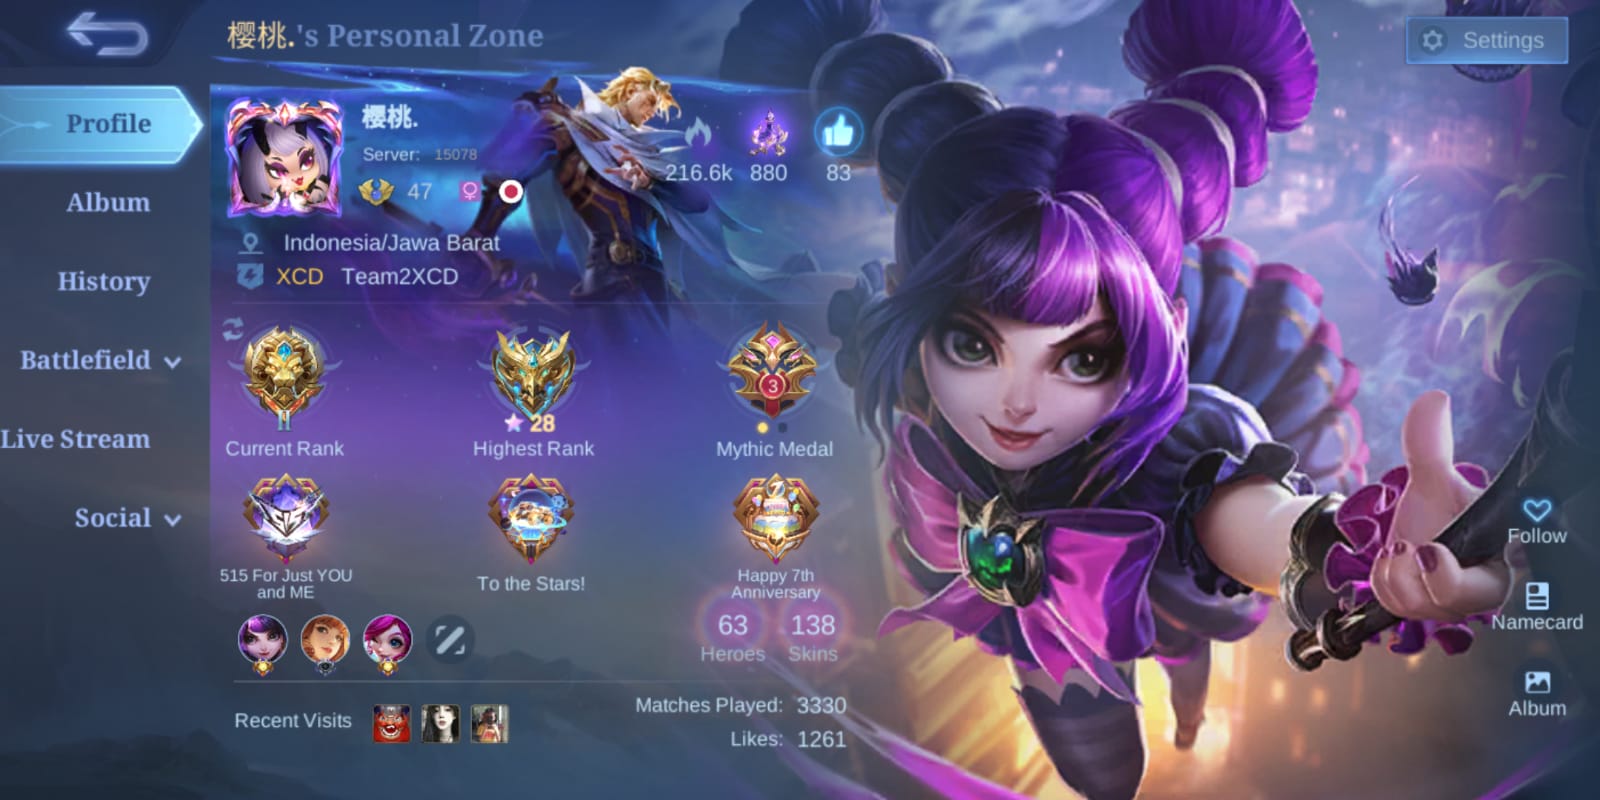 樱桃.'s Personal Zone
Settings
Profile
Album
History
Battlefield
Live Stream
Social
樱桃.
Server: 15078
47
216.6k
880
83
Indonesia/Jawa Barat
XCD Team2XCD
II
Current Rank
28
Highest Rank
3
Mythic Medal
515 For Just YOU
and ME
To the Stars!
Happy 7th
Anniversary
63
Heroes
138
Skins
Recent Visits
Matches Played: 3330
Likes: 1261
Follow
Namecard
Album